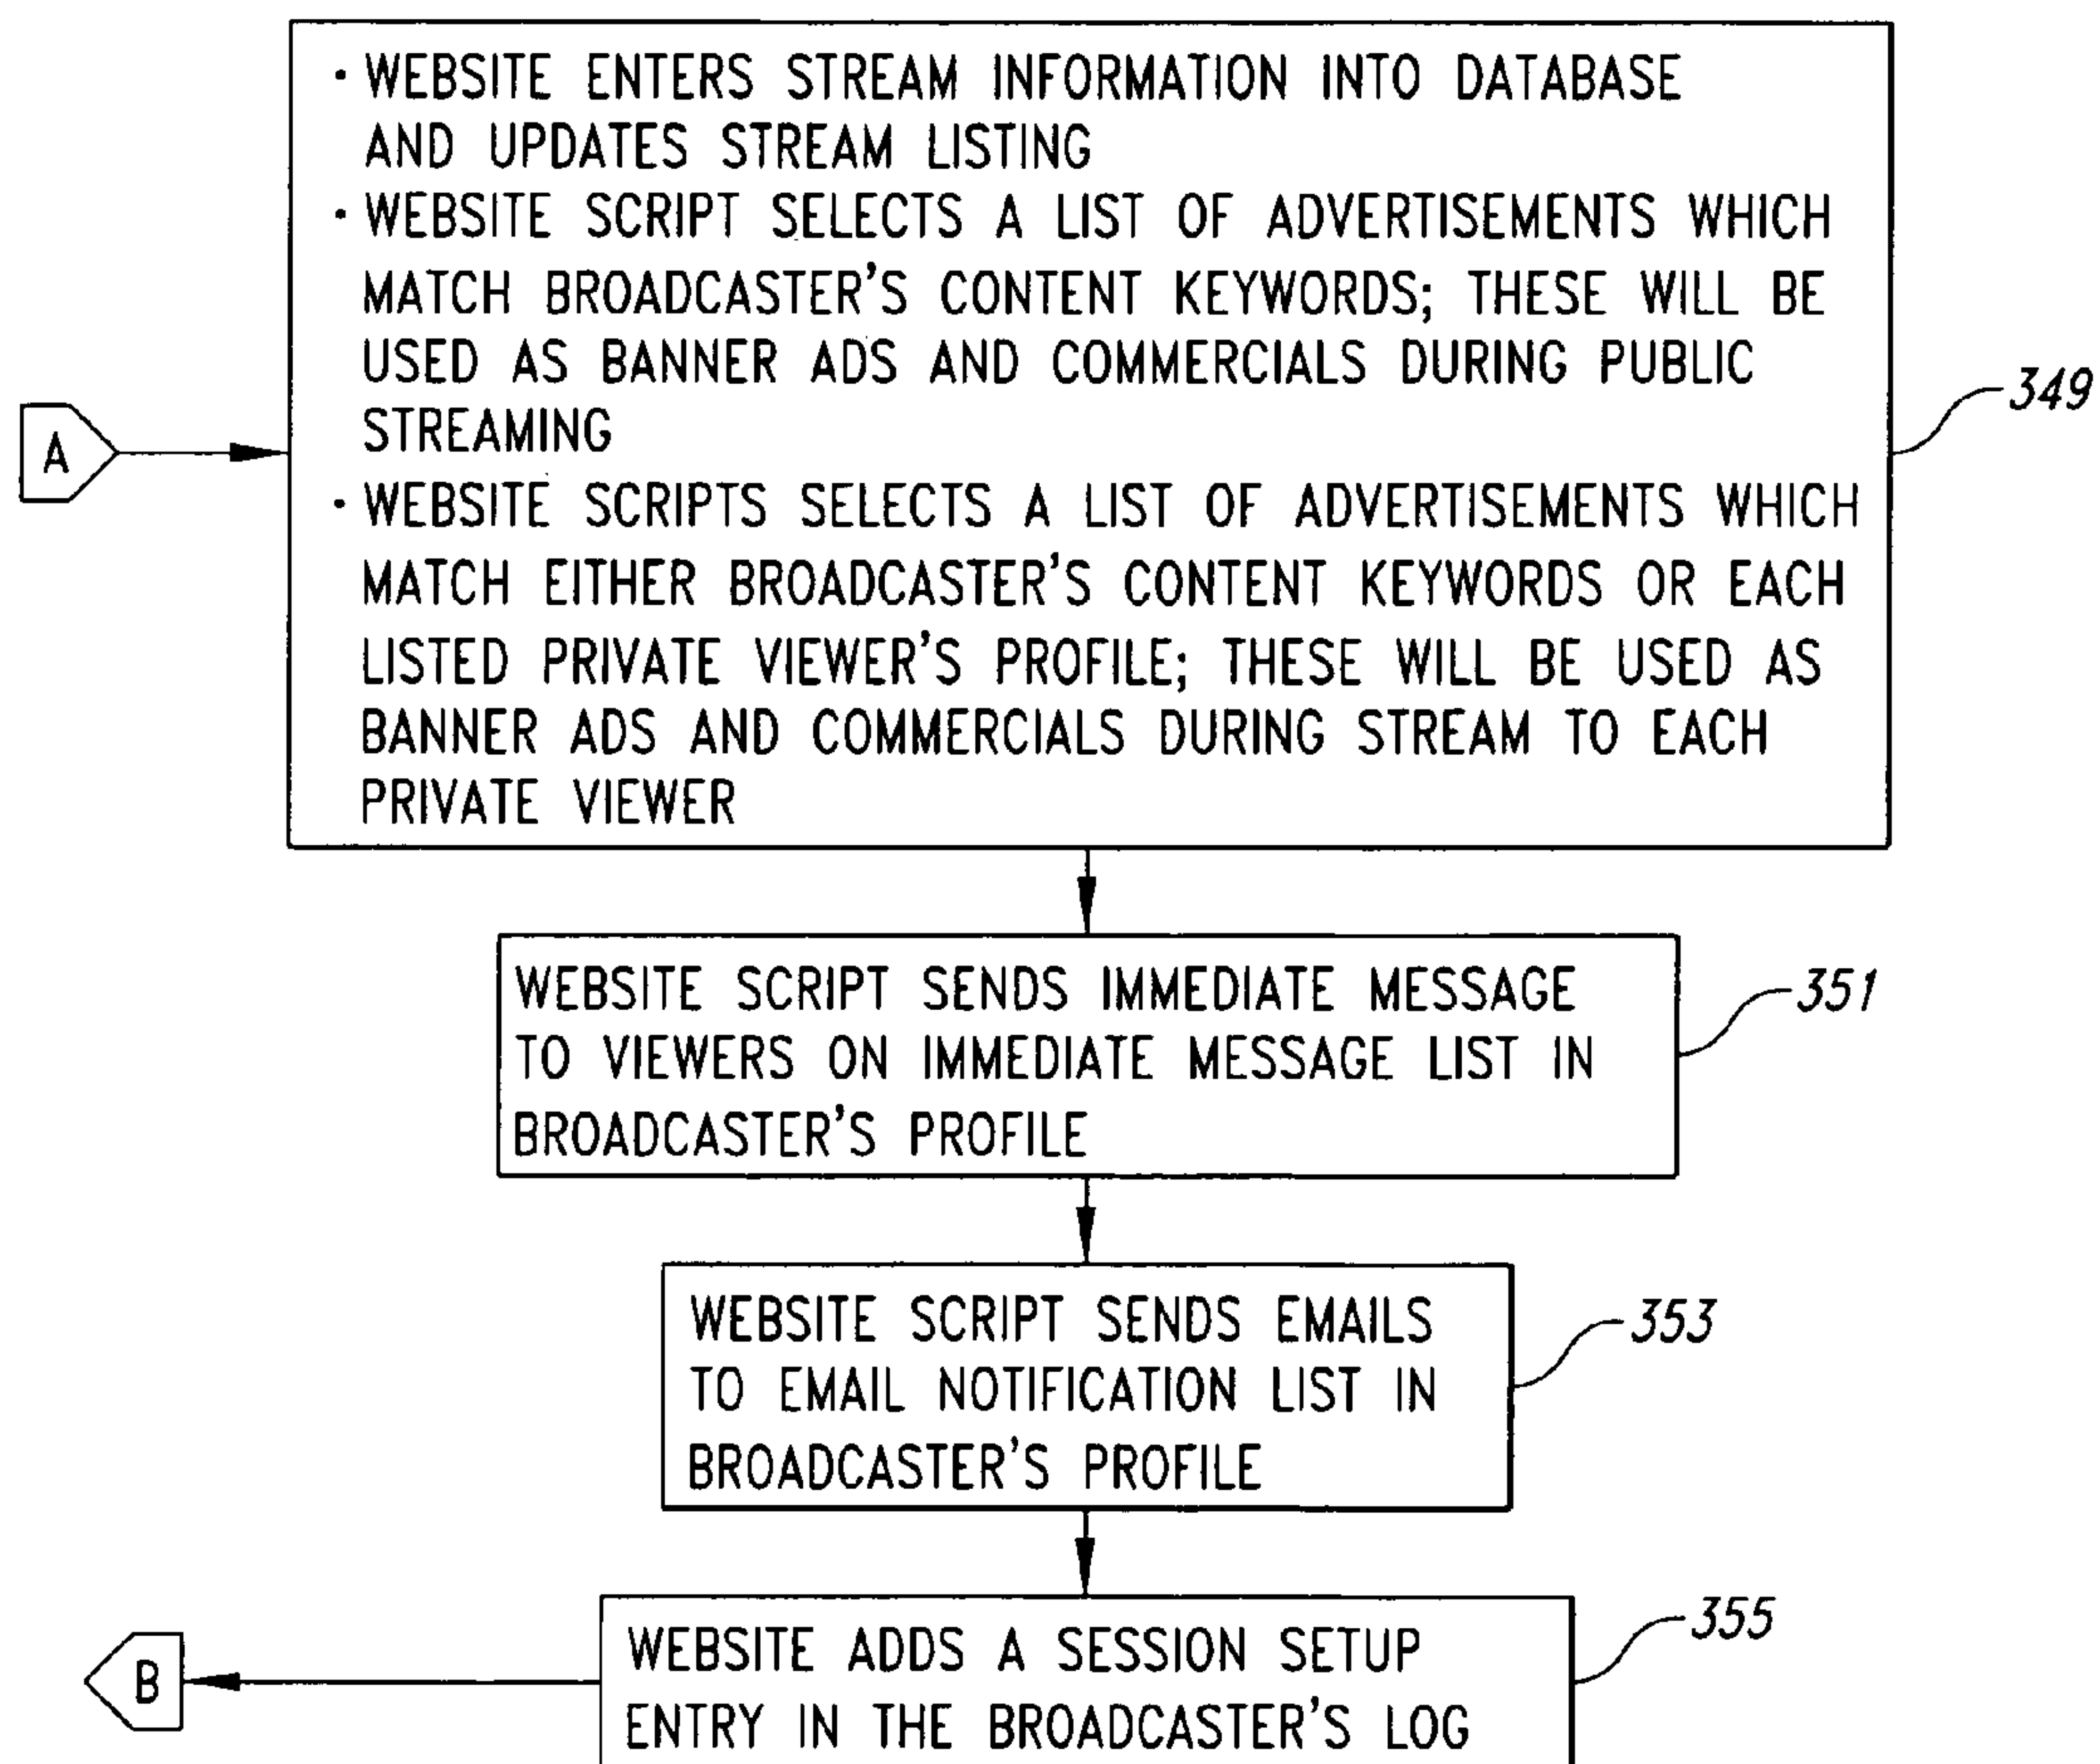 · WEBSITE ENTERS STREAM INFORMATION INTO DATABASE
AND UPDATES STREAM LISTING
· WEBSITE SCRIPT SELECTS A LIST OF ADVERTISEMENTS WHICH
MATCH BROADCASTER'S CONTENT KEYWORDS; THESE WILL BE
USED AS BANNER ADS AND COMMERCIALS DURING PUBLIC
STREAMING
· WEBSITE SCRIPTS SELECTS A LIST OF ADVERTISEMENTS WHICH
MATCH EITHER BROADCASTER'S CONTENT KEYWORDS OR EACH
LISTED PRIVATE VIEWER'S PROFILE; THESE WILL BE USED AS
BANNER ADS AND COMMERCIALS DURING STREAM TO EACH
PRIVATE VIEWER
349
A
WEBSITE SCRIPT SENDS IMMEDIATE MESSAGE
TO VIEWERS ON IMMEDIATE MESSAGE LIST IN
BROADCASTER'S PROFILE
351
WEBSITE SCRIPT SENDS EMAILS
TO EMAIL NOTIFICATION LIST IN
BROADCASTER'S PROFILE
353
WEBSITE ADDS A SESSION SETUP
ENTRY IN THE BROADCASTER'S LOG
355
B